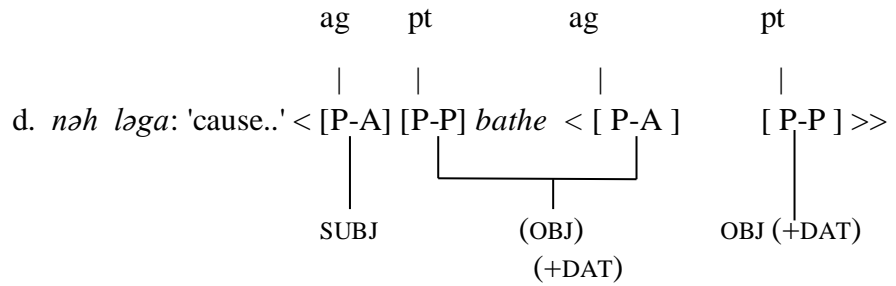 ag pt ag pt
d. nəh ləga: 'cause..' < [P-A] [P-P] bathe < [ P-A ] [ P-P ] >>
SUBJ (OBJ) OBJ (+DAT)
(+DAT)